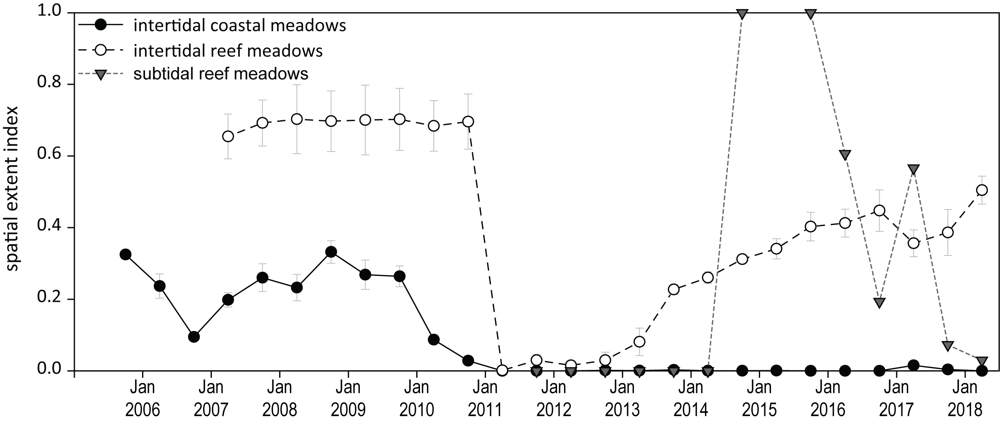 1.0
intertidal coastal meadows
intertidal reef meadows
subtidal reef meadows
0.8
0.6
0.4
0.2
0.0
spatial extent index
Jan Jan Jan Jan Jan Jan Jan Jan Jan Jan Jan Jan Jan
2006 2007 2008 2009 2010 2011 2012 2013 2014 2015 2016 2017 2018